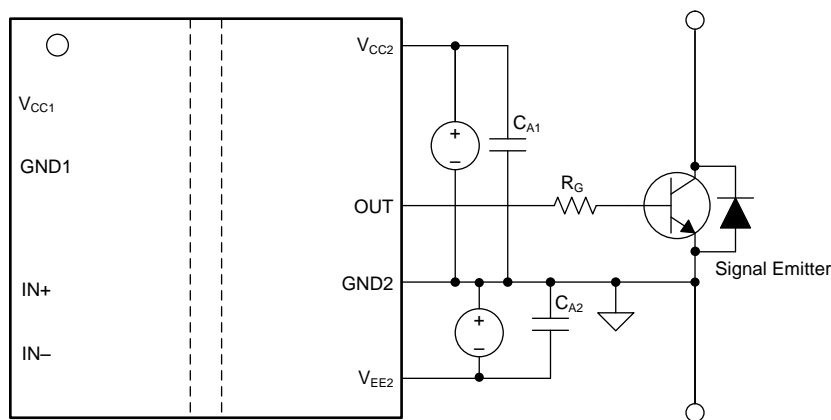 VCC2
+
–
CA1
VCC1
GND1
OUT
RG
Signal Emitter
GND2
IN+
+
–
CA2
IN–
VEE2